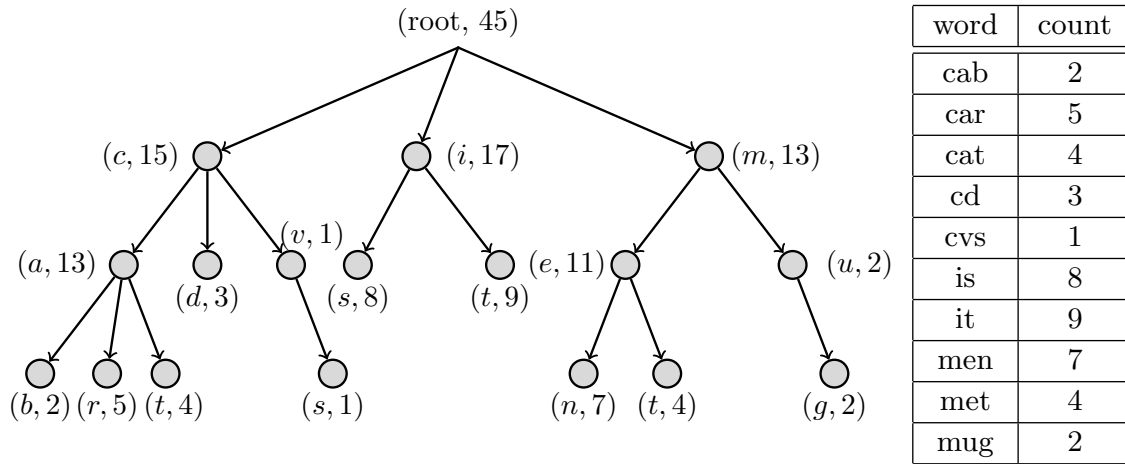 (root, 45)
(c, 15) (i, 17) (m, 13)
(a, 13) (d, 3) (v, 1) (s, 8) (t, 9) (e, 11) (u, 2)
(b, 2) (r, 5) (t, 4) (s, 1) (n, 7) (t, 4) (g, 2)
word count
cab 2
car 5
cat 4
cd 3
cvs 1
is 8
it 9
men 7
met 4
mug 2